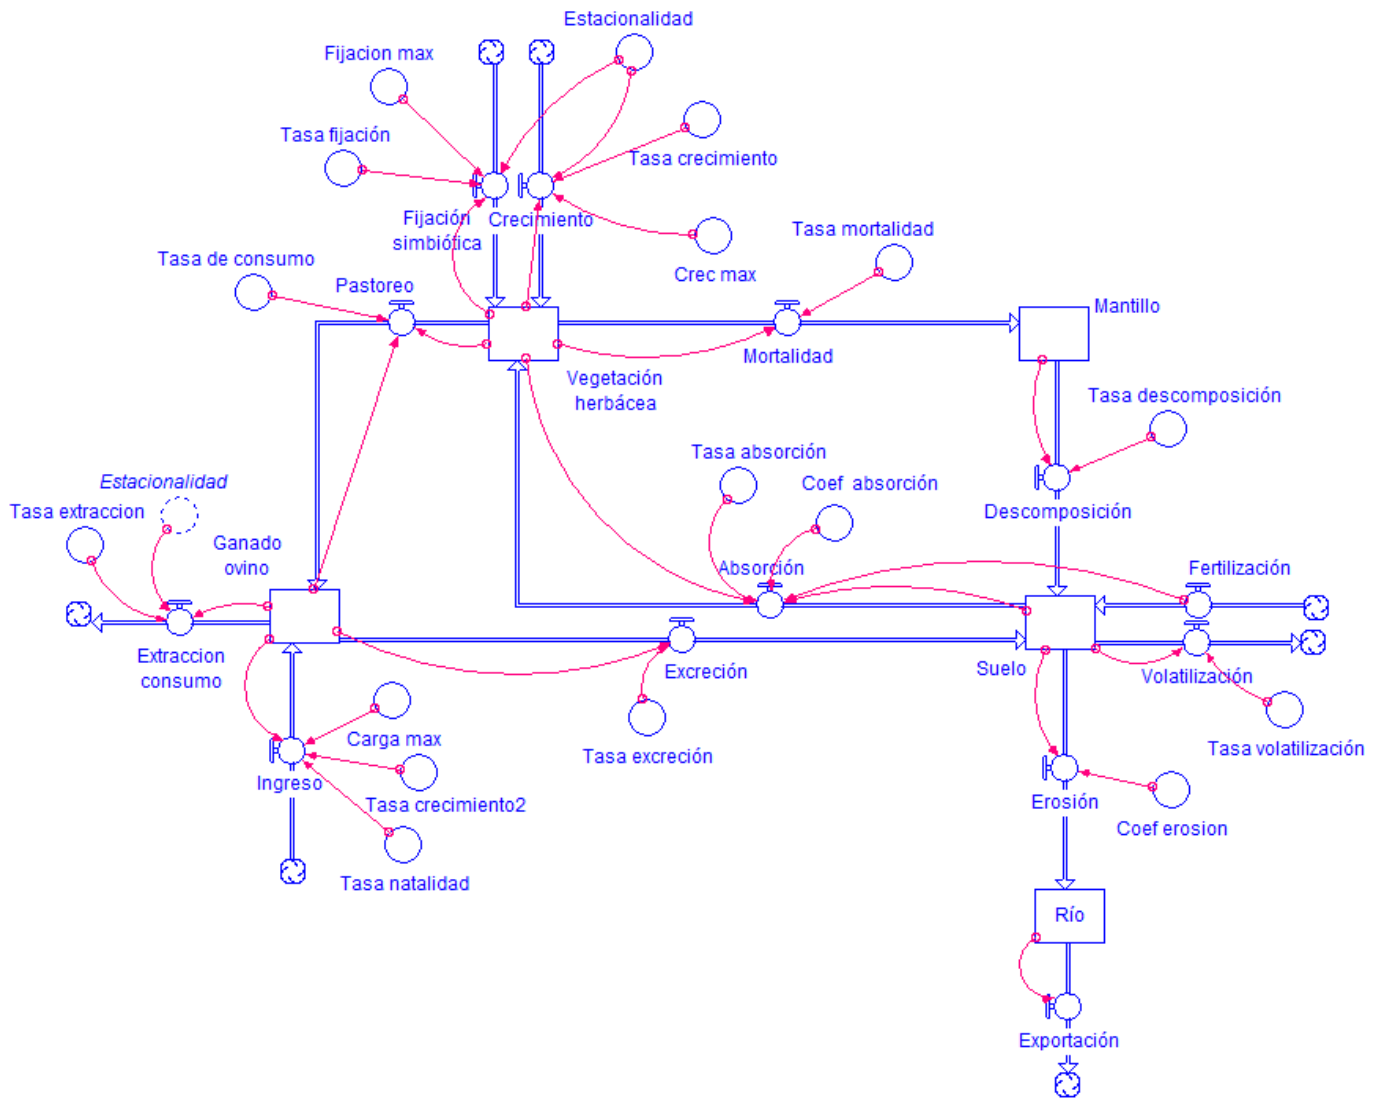 Estacionalidad
Fijacion max
Tasa fijación
Tasa crecimiento
Fijación
simbiótica
Crecimiento
Tasa mortalidad
Tasa de consumo
Crec max
Pastoreo
Mantillo
Mortalidad
Vegetación
herbácea
Tasa descomposición
Tasa absorción
Coef absorción
Estacionalidad
Tasa extraccion
Descomposición
Ganado
ovino
Absorción
Fertilización
Extraccion
consumo
Excreción
Suelo
Volatilización
Carga max
Tasa excreción
Tasa volatilización
Ingreso
Tasa crecimiento2
Erosión
Coef erosion
Tasa natalidad
Río
Exportación